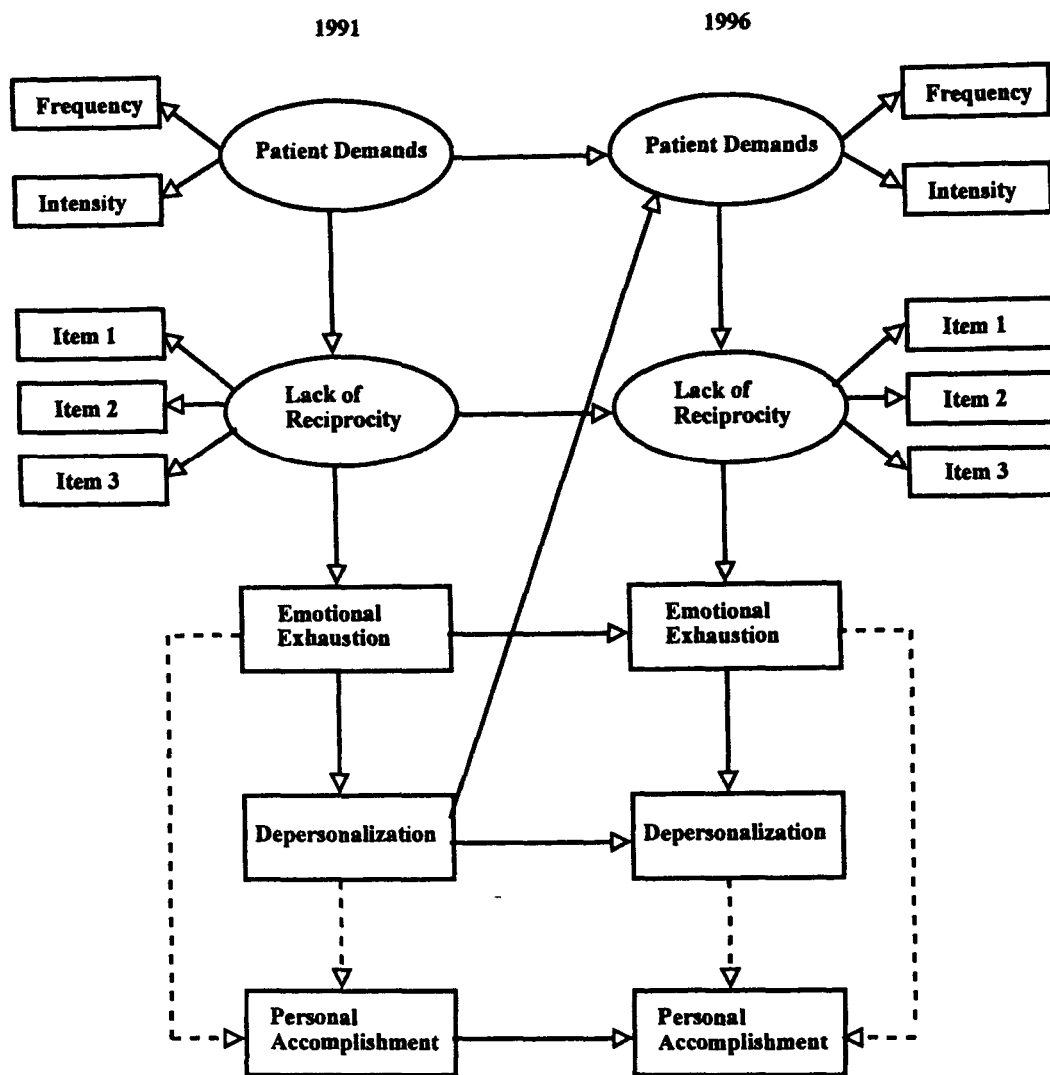 1991
1996
Frequency
Patient Demands
Patient Demands
Frequency
Intensity
Intensity
Item 1
Item 1
Item 2
Lack of
Reciprocity
Lack of
Reciprocity
Item 2
Item 3
Item 3
Emotional
Exhaustion
Emotional
Exhaustion
Depersonalization
Depersonalization
Personal
Accomplishment
Personal
Accomplishment